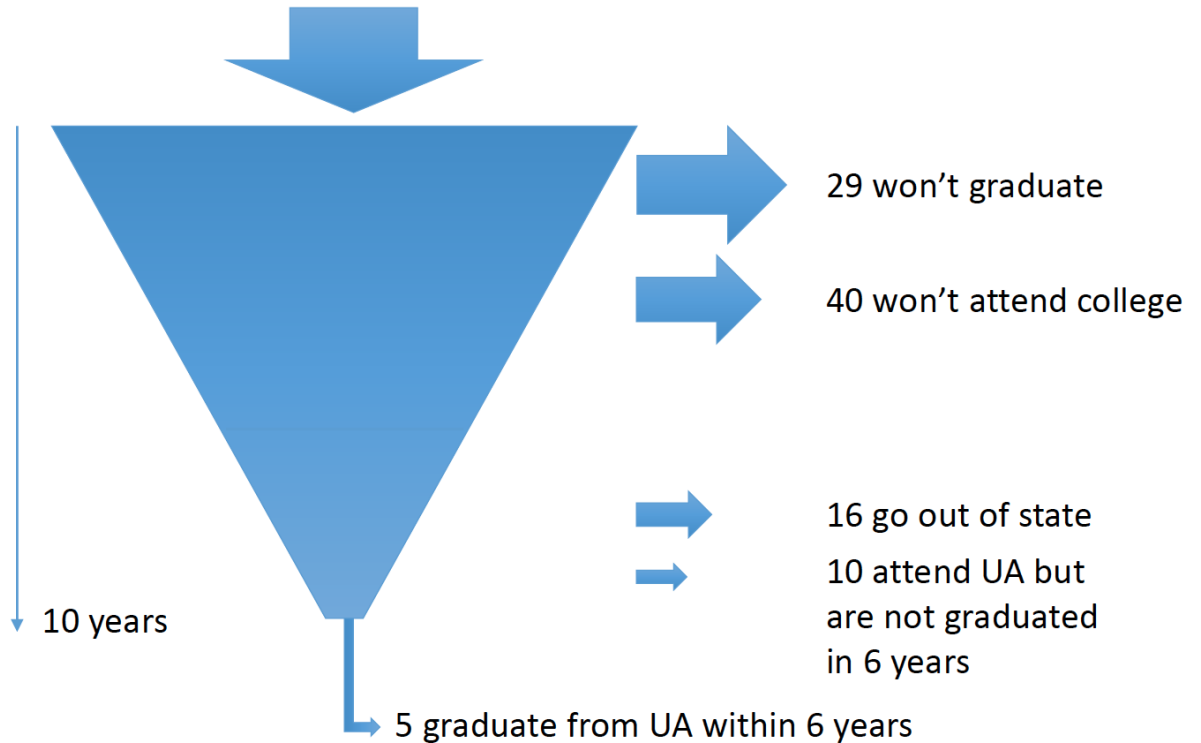 29 won’t graduate
40 won’t attend college
16 go out of state
10 attend UA but
are not graduated
in 6 years
10 years
5 graduate from UA within 6 years